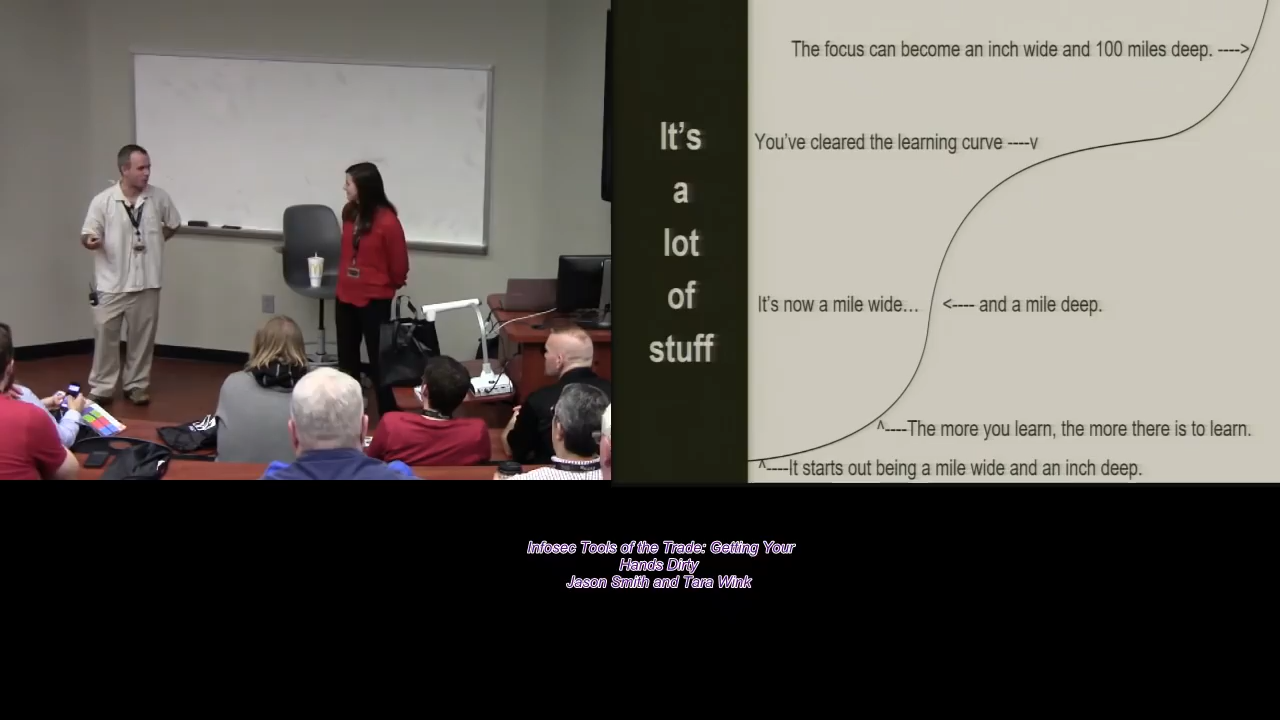 The focus can become an inch wide and 100 miles deep. ---->
It's
a
lot
of
stuff
You've cleared the learning curve ----v
It's now a mile wide... <---- and a mile deep.
^----The more you learn, the more there is to learn.
^----It starts out being a mile wide and an inch deep.
Infosec Tools of the Trade: Getting Your
Hands Dirty
Jason Smith and Tara Wink